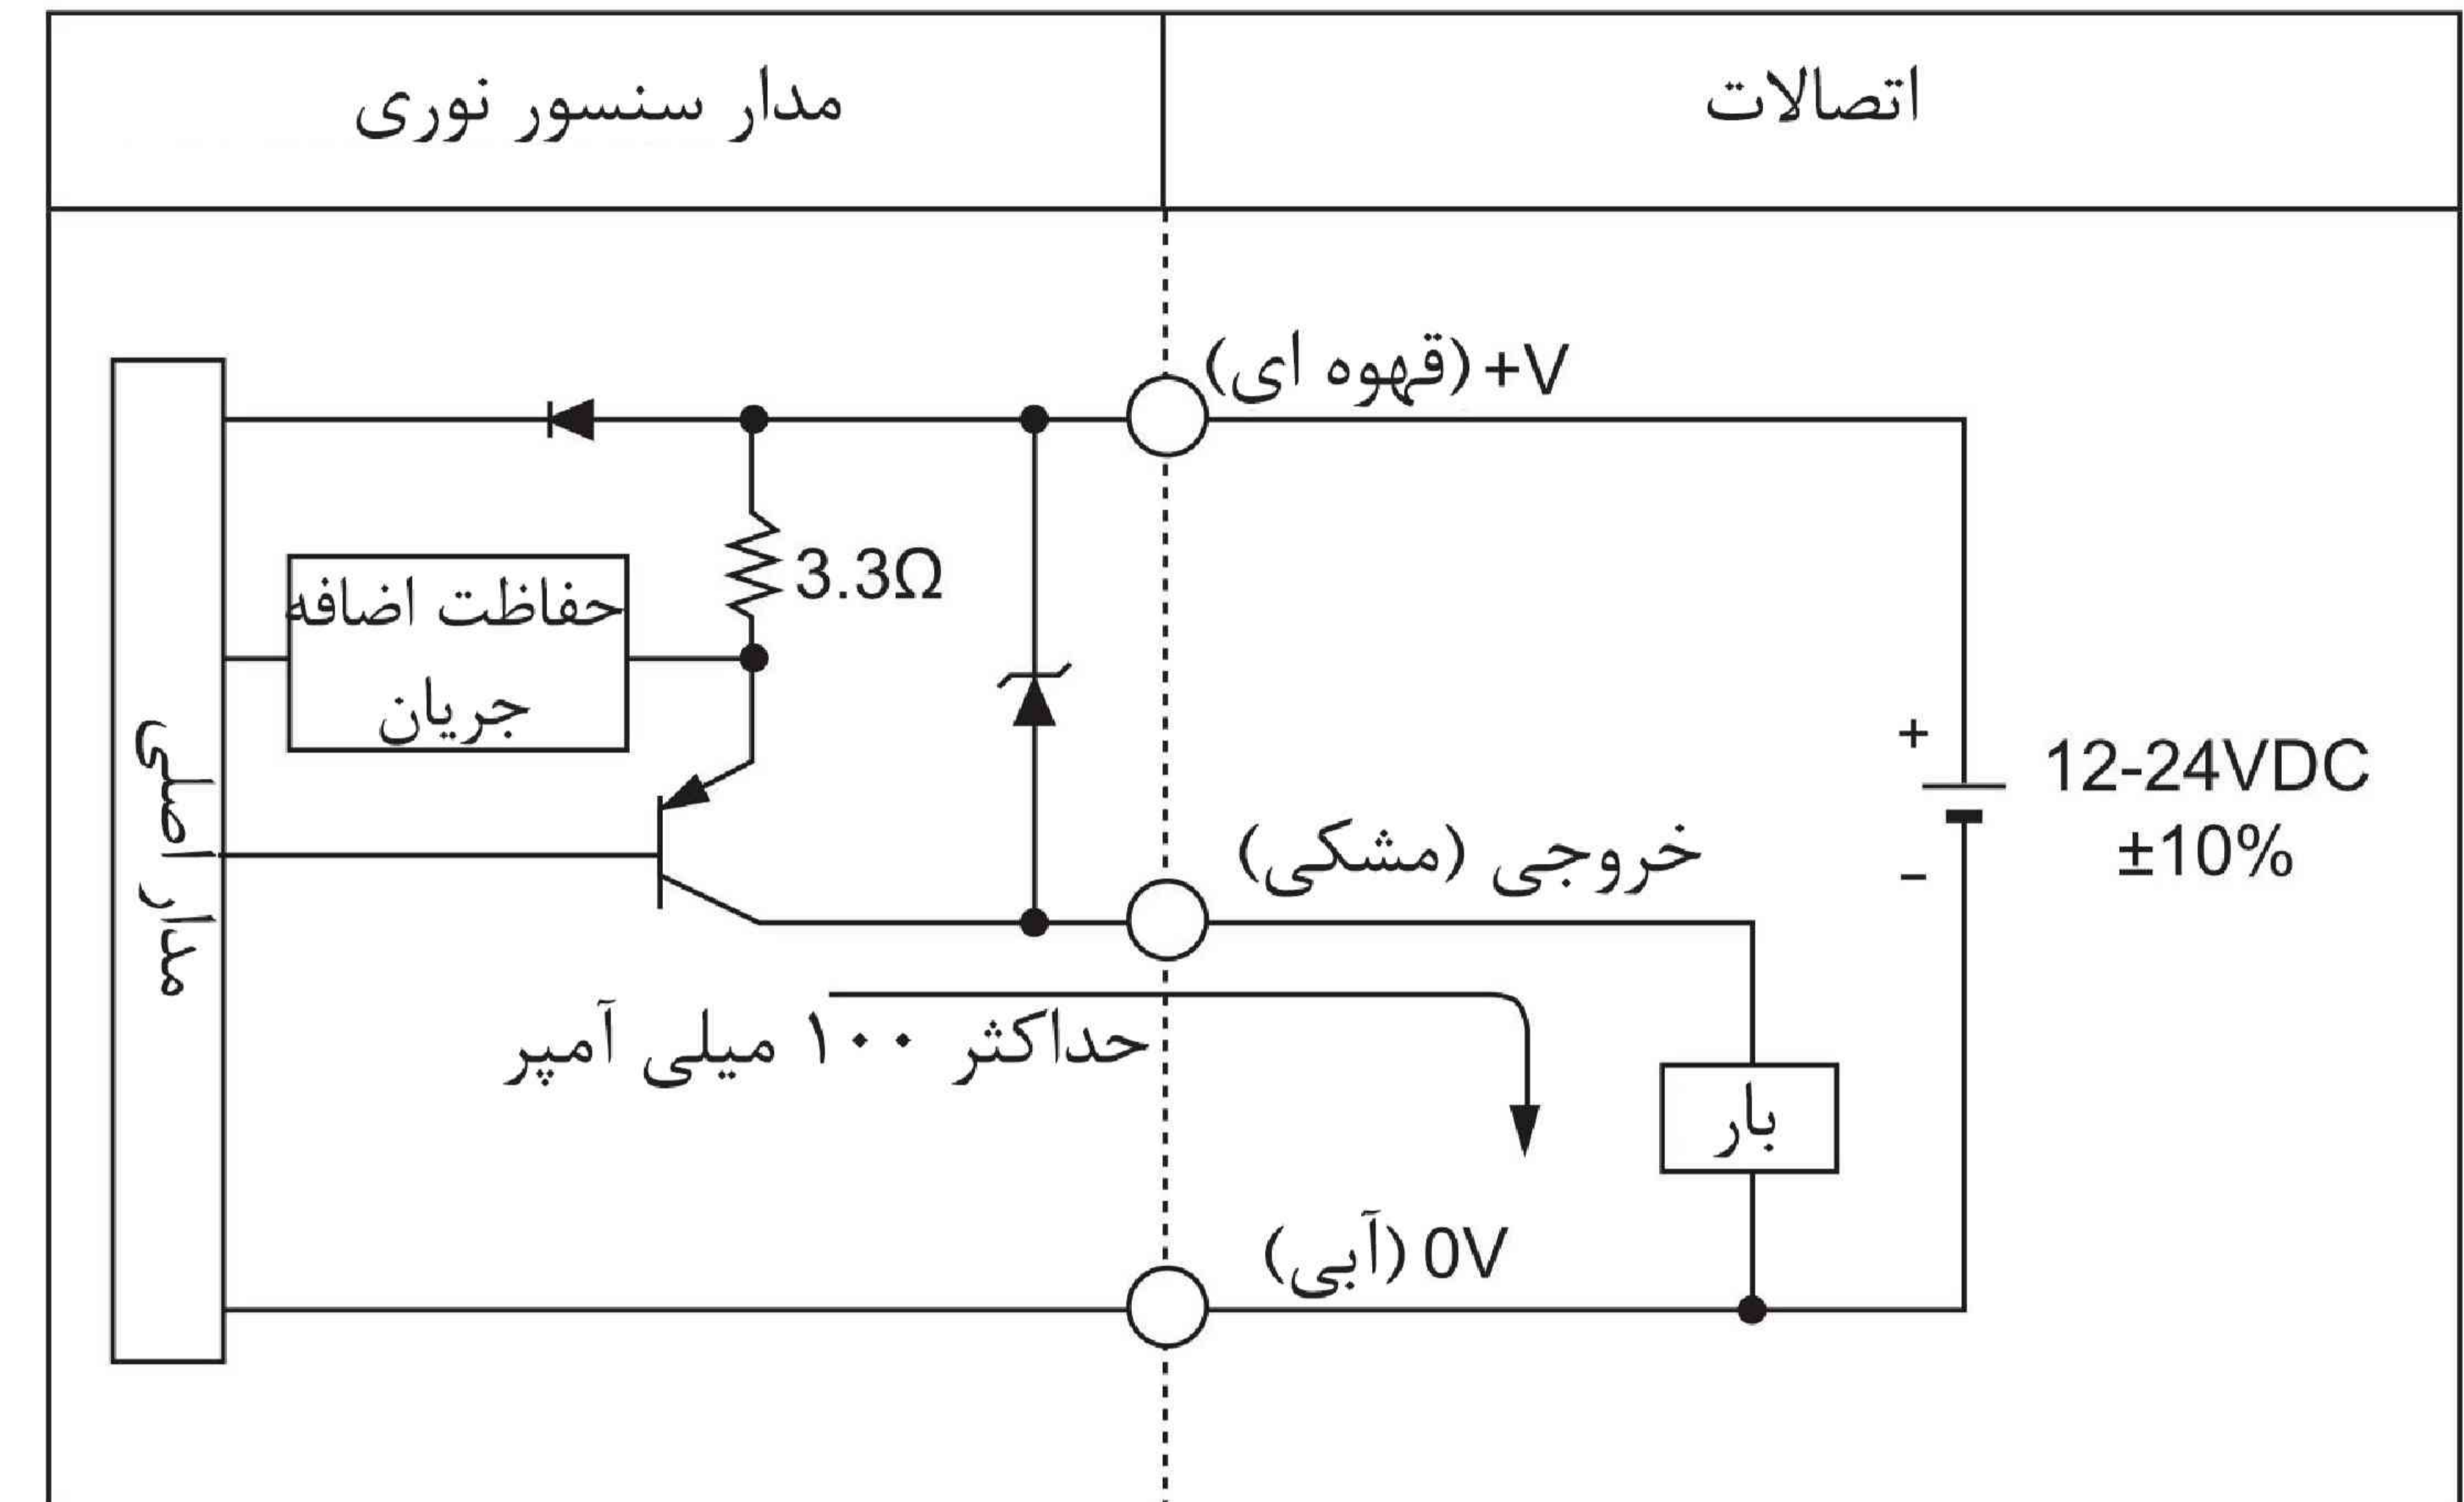 اتصالات
مدار سنسور نوری
+V (قهوه ای)
3.3Ω
حفاظت اضافه
جریان
مدار اصلی
+
12-24VDC
±10%
−
خروجی (مشکی)
حداکثر ۱۰۰ میلی آمپر
بار
0V (آبی)